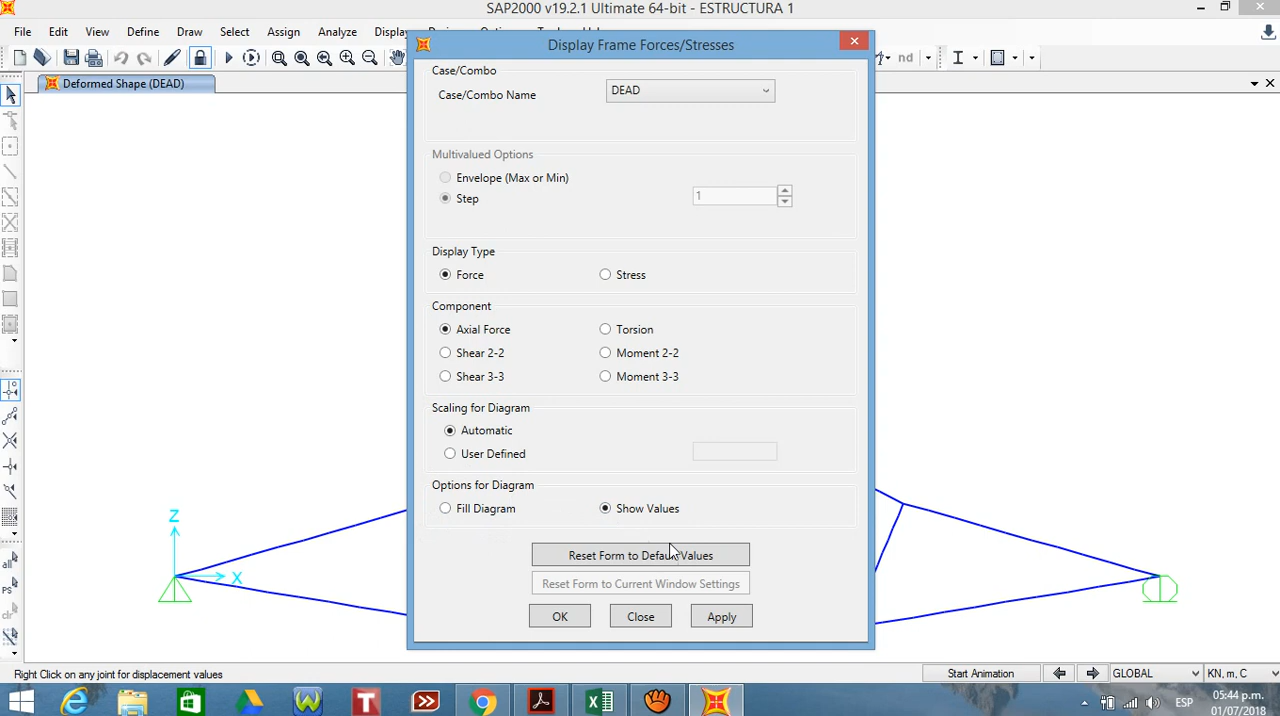 SAP2000 v19.2.1 Ultimate 64-bit - ESTRUCTURA 1
File Edit View Define Draw Select Assign Analyze
Display Frame Forces/Stresses
nd
Deformed Shape (DEAD)
Case/Combo
Case/Combo Name DEAD
Multivalued Options
Envelope (Max or Min)
Step 1
Display Type
Force Stress
Component
Axial Force Torsion
Shear 2-2 Moment 2-2
Shear 3-3 Moment 3-3
Scaling for Diagram
Automatic
User Defined
Options for Diagram
Fill Diagram Show Values
Reset Form to Default Values
Reset Form to Current Window Settings
OK Close Apply
Z
X
all
PS
clr
Right Click on any joint for displacement values Start Animation GLOBAL KN, m, C
ESP 05:44 p.m.
01/07/2018